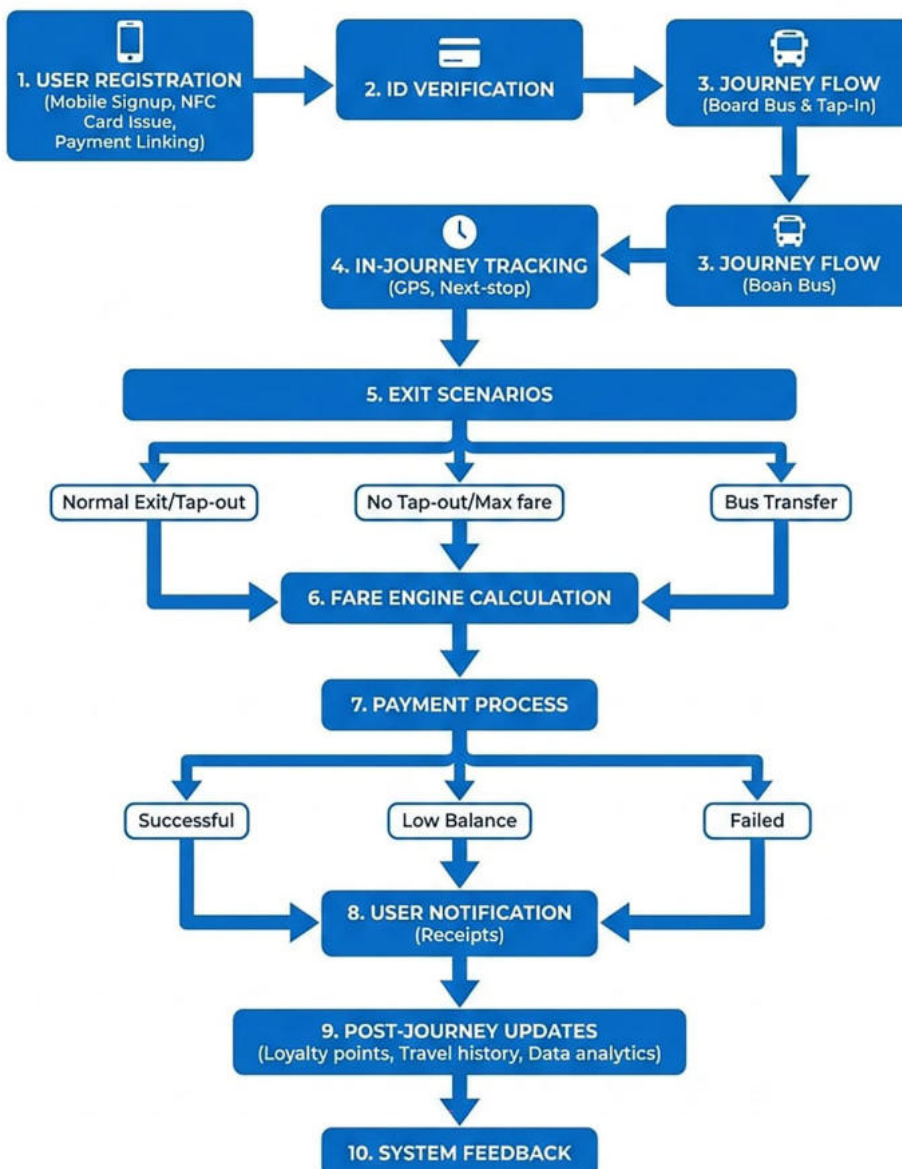 1. USER REGISTRATION
(Mobile Signup, NFC
Card Issue,
Payment Linking)
2. ID VERIFICATION
3. JOURNEY FLOW
(Board Bus & Tap-In)
3. JOURNEY FLOW
(Boah Bus)
4. IN-JOURNEY TRACKING
(GPS, Next-stop)
5. EXIT SCENARIOS
Normal Exit/Tap-out
No Tap-out/Max fare
Bus Transfer
6. FARE ENGINE CALCULATION
7. PAYMENT PROCESS
Successful
Low Balance
Failed
8. USER NOTIFICATION
(Receipts)
9. POST-JOURNEY UPDATES
(Loyalty points, Travel history, Data analytics)
10. SYSTEM FEEDBACK